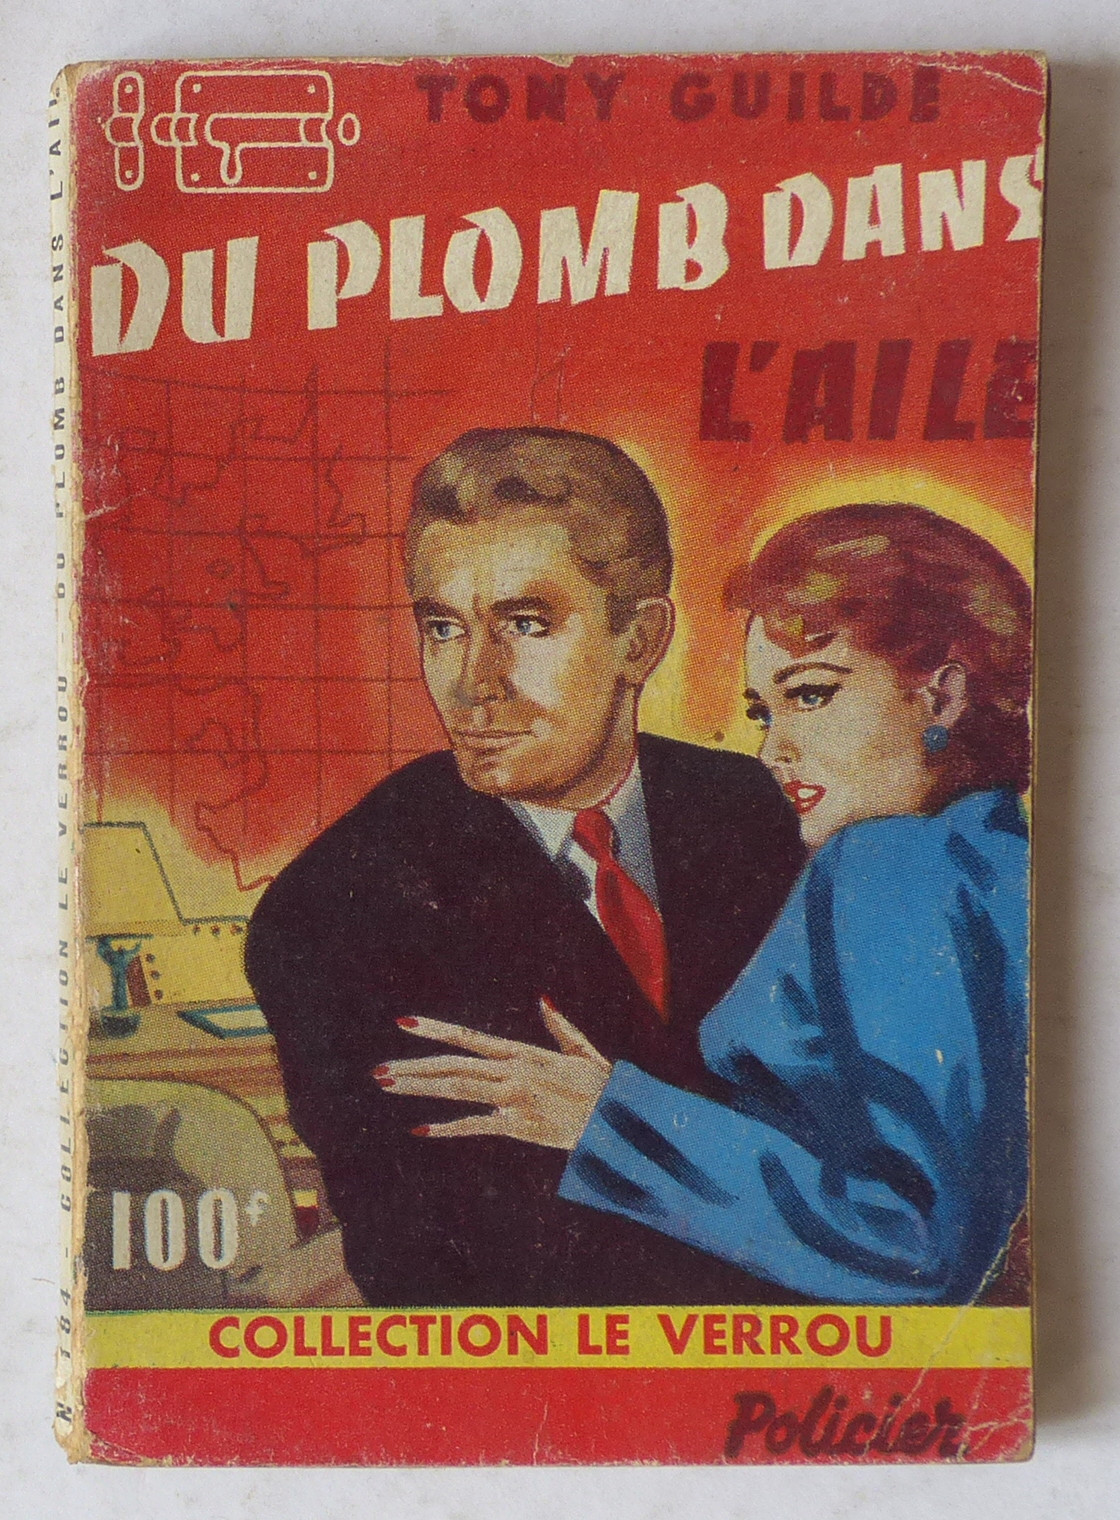 TONY GUILDE
DU PLOMB DANS
L'AILE
100f
COLLECTION LE VERROU
Policier
N° 184 - COLLECTION LE VERROU - DU PLOMB DANS L'AILE